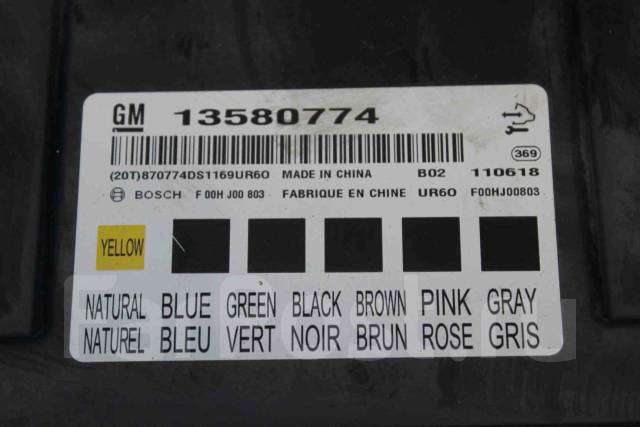 GM 13580774
369
(20T)870774DS1169UR60 MADE IN CHINA B02 110618
BOSCH F 00H J00 803 FABRIQUE EN CHINE UR60 F00HJ00803
YELLOW
NATURAL BLUE GREEN BLACK BROWN PINK GRAY
NATUREL BLEU VERT NOIR BRUN ROSE GRIS